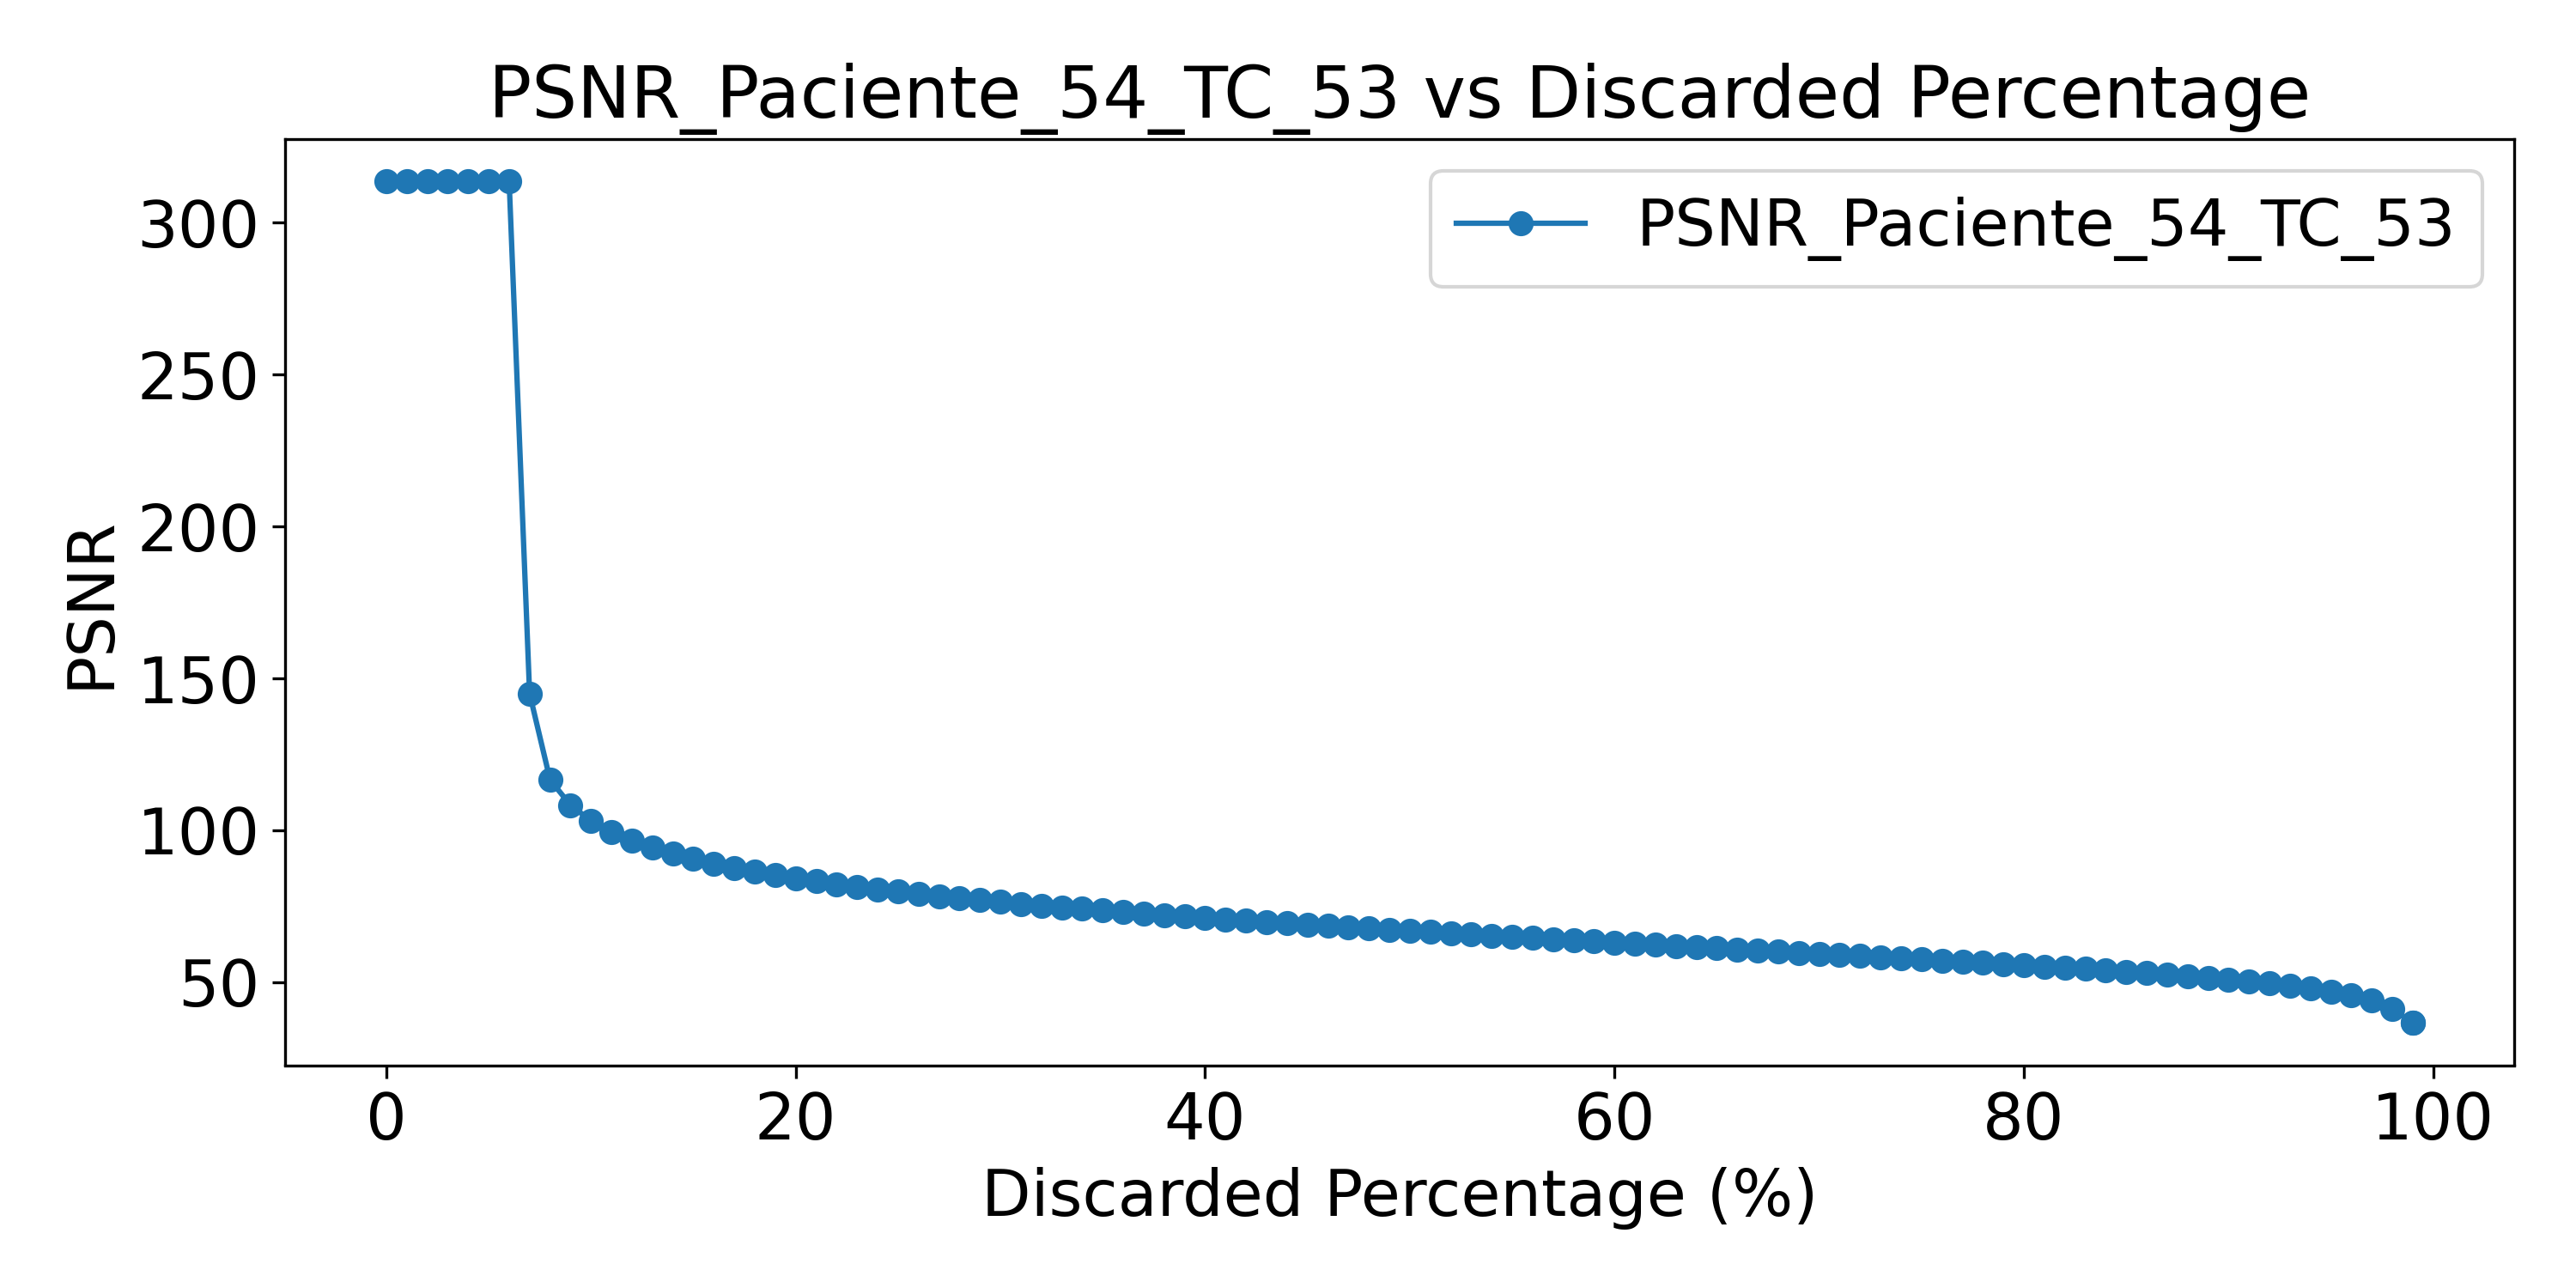 PSNR_Paciente_54_TC_53 vs Discarded Percentage
PSNR_Paciente_54_TC_53
300
250
200
150
100
50
PSNR
0 20 40 60 80 100
Discarded Percentage (%)